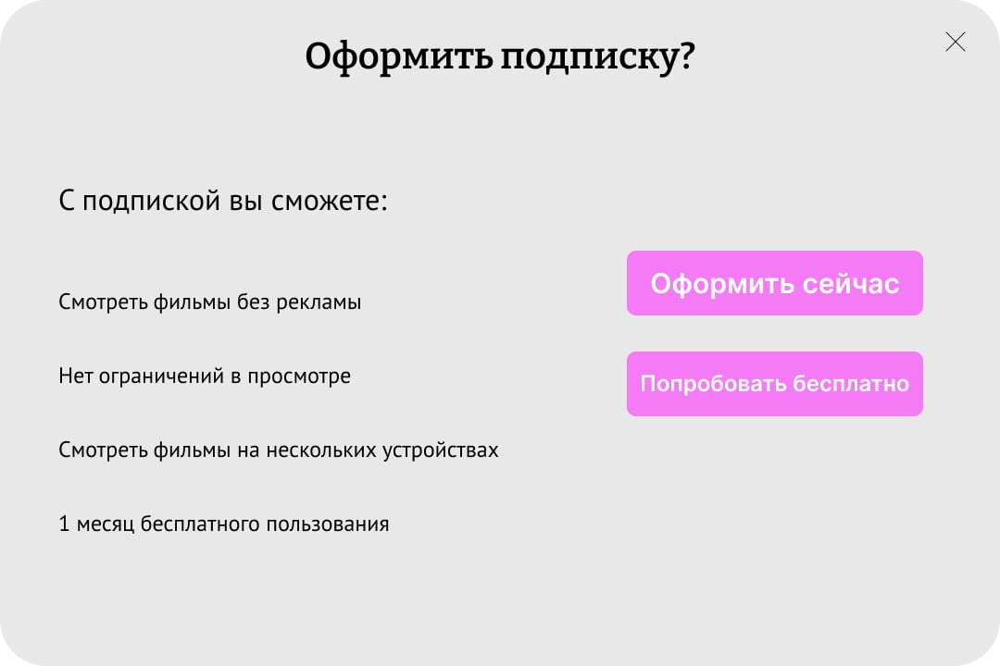 Оформить подписку?
С подпиской вы сможете:
Смотреть фильмы без рекламы
Нет ограничений в просмотре
Смотреть фильмы на нескольких устройствах
1 месяц бесплатного пользования
Оформить сейчас
Попробовать бесплатно